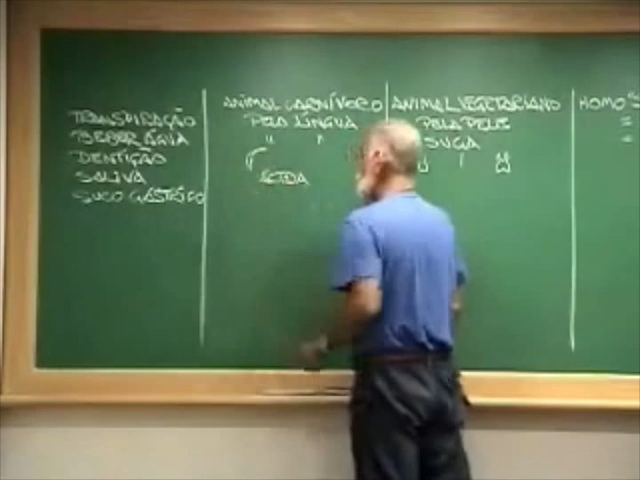 ANIMAL CARNÍVORO ANIMAL VEGETARIANO HOMO
TRANSPIRAÇÃO PELA LÍNGUA PELA PELE =
BEBER ÁGUA " " SUGA =
DENTIÇÃO
SALIVA ÁCIDA
SUCO GÁSTRICO